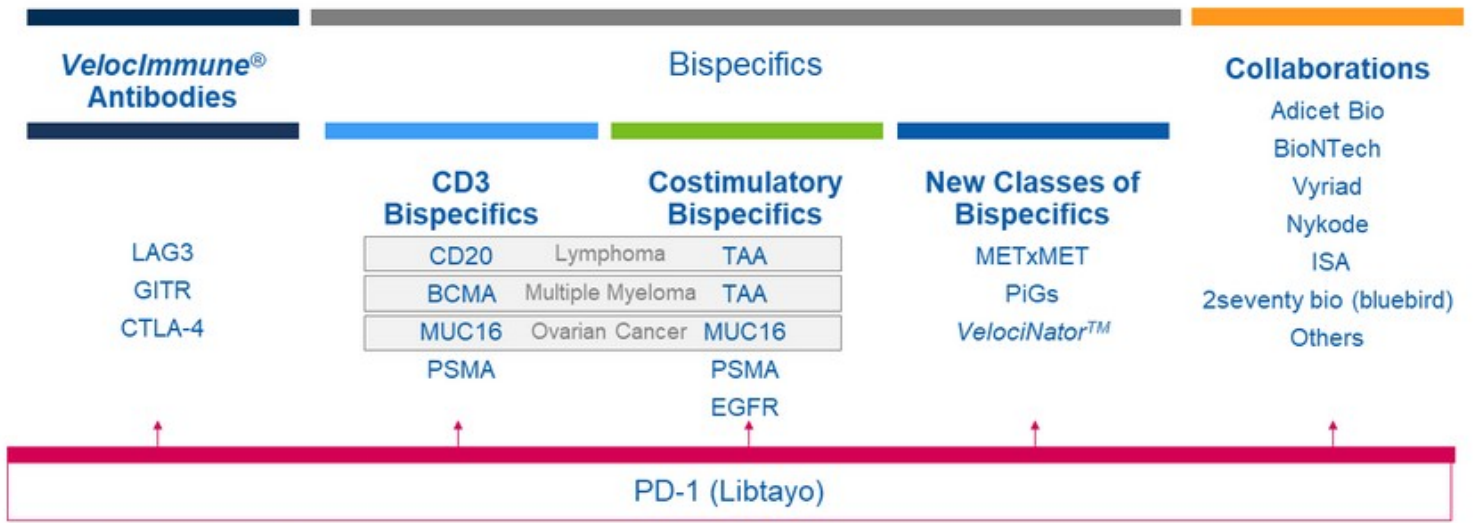 VelocImmune®
Antibodies
LAG3
GITR
CTLA-4
Bispecifics
CD3
Bispecifics
Costimulatory
Bispecifics
CD20 Lymphoma TAA
BCMA Multiple Myeloma TAA
MUC16 Ovarian Cancer MUC16
PSMA PSMA
EGFR
New Classes of
Bispecifics
METxMET
PiGs
VelociNator™
Collaborations
Adicet Bio
BioNTech
Vyriad
Nykode
ISA
2seventy bio (bluebird)
Others
PD-1 (Libtayo)